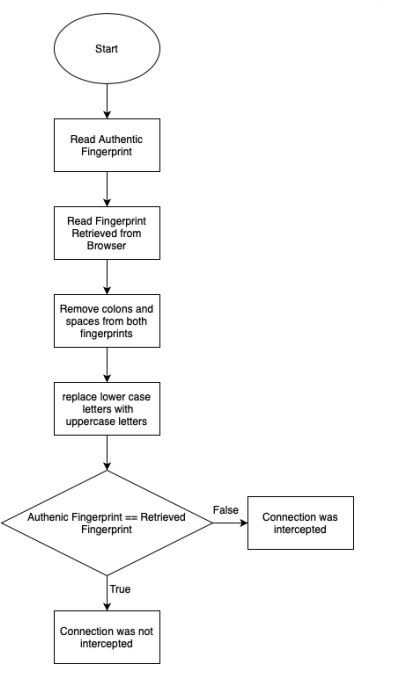 Start
Read Authentic
Fingerprint
Read Fingerprint
Retrieved from
Browser
Remove colons and
spaces from both
fingerprints
replace lower case
letters with
uppercase letters
Authenic Fingerprint == Retrieved
Fingerprint
False
Connection was
intercepted
True
Connection was not
intercepted